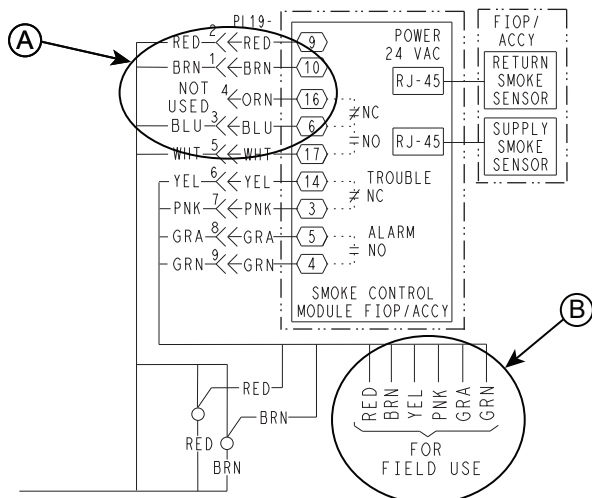 A
PL19-
RED 2 RED 9
BRN 1 BRN 10
NOT USED 4 ORN 16
NC
BLU 3 BLU 6
NO
WHT 5 WHT 17
YEL 6 YEL 14
TROUBLE
NC
PNK 7 PNK 3
GRA 8 GRA 5
ALARM
NO
GRN 9 GRN 4
POWER
24 VAC
RJ-45
RJ-45
SMOKE CONTROL
MODULE FIOP/ACCY
FIOP/
ACCY
RETURN
SMOKE
SENSOR
SUPPLY
SMOKE
SENSOR
B
RED
BRN
RED
BRN
RED BRN YEL PNK GRA GRN
FOR
FIELD USE